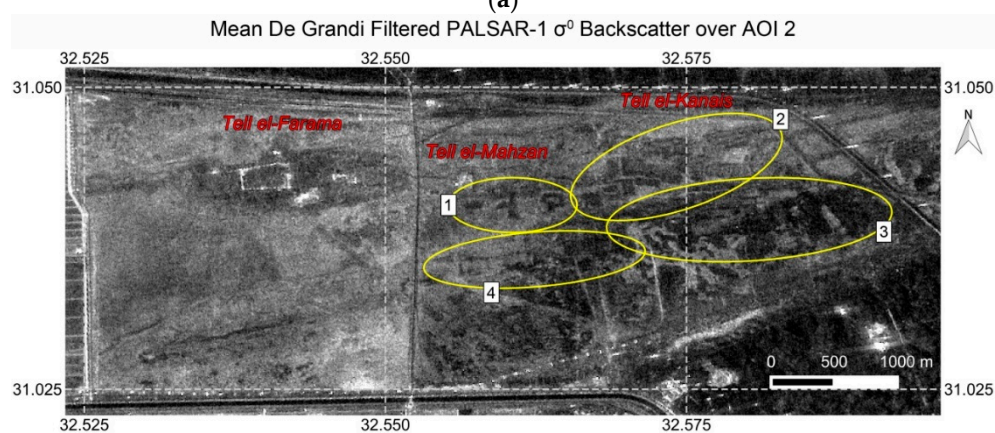 (a)
Mean De Grandi Filtered PALSAR-1 σ⁰ Backscatter over AOI 2
32.525 32.550 32.575
31.050 31.050
Tell el-Kanais
N
2
Tell el-Farama
Tell el-Mahzan
1
3
4
0 500 1000 m
31.025 31.025
32.525 32.550 32.575